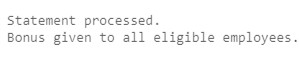 Statement processed.
Bonus given to all eligible employees.